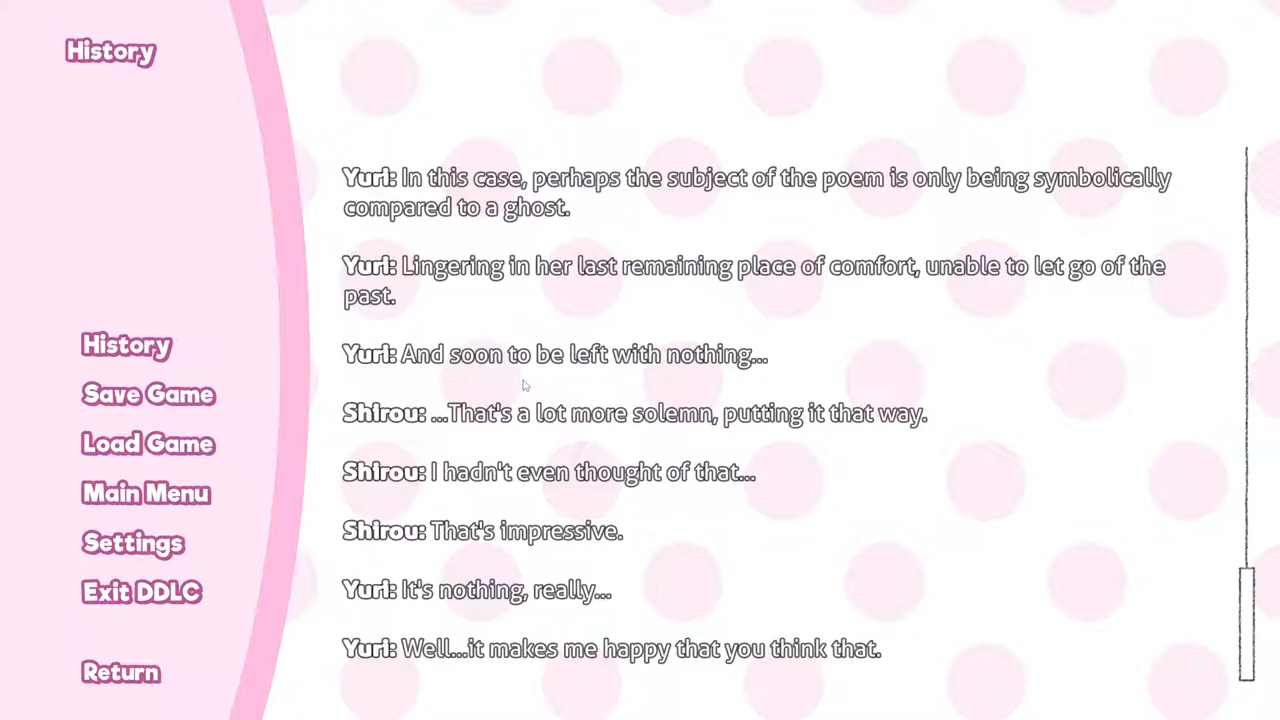 History
Yuri: In this case, perhaps the subject of the poem is only being symbolically
compared to a ghost.
Yuri: Lingering in her last remaining place of comfort, unable to let go of the
past.
Yuri: And soon to be left with nothing...
Shirou: ...That's a lot more solemn, putting it that way.
Shirou: I hadn't even thought of that...
Shirou: That's impressive.
Yuri: It's nothing, really...
Yuri: Well...it makes me happy that you think that.
History
Save Game
Load Game
Main Menu
Settings
Exit DDLC
Return